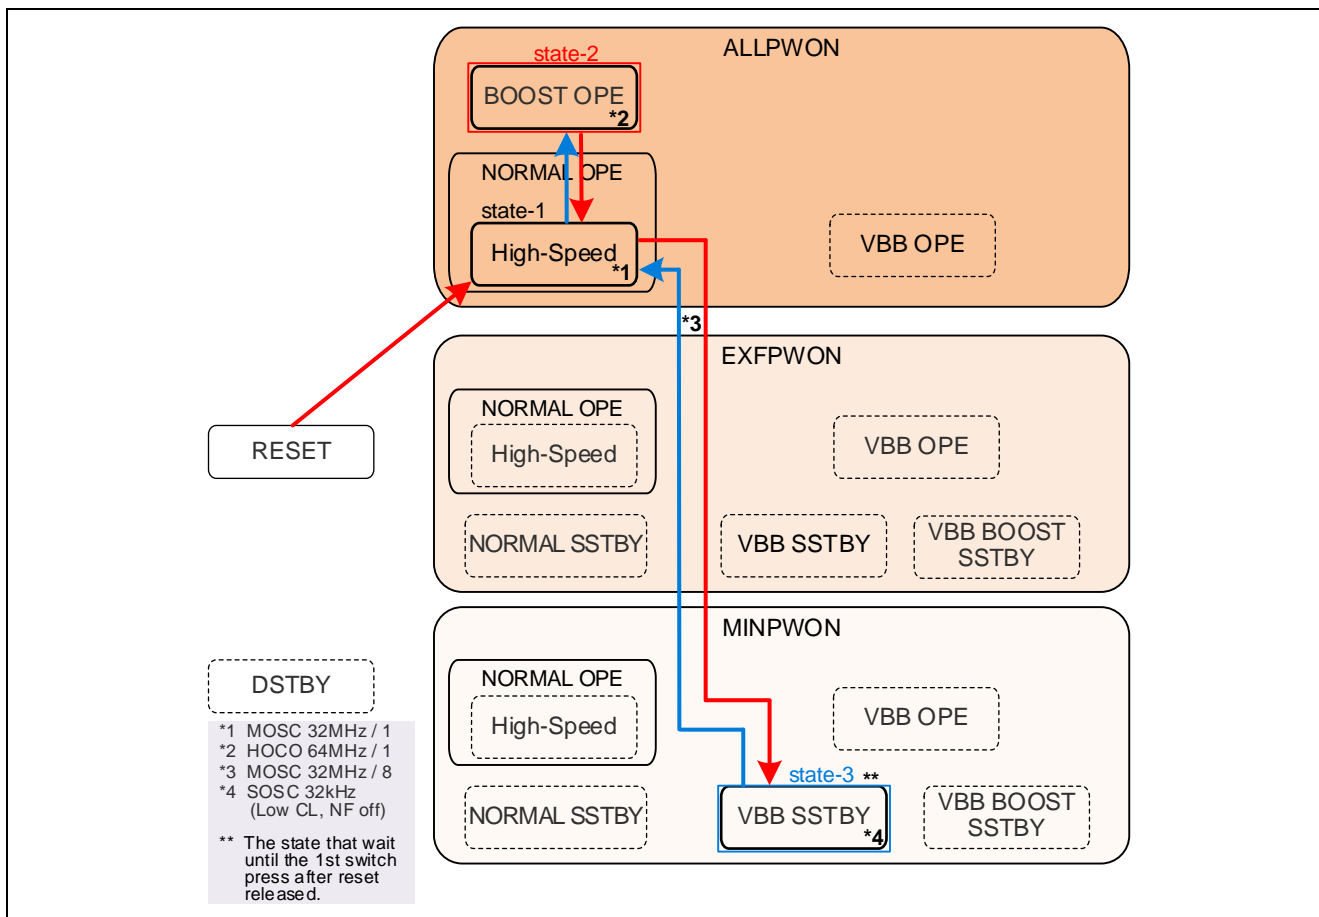 ALLPWON
state-2
BOOST OPE
*2
NORMAL OPE
state-1
High-Speed
*1
VBB OPE
*3
EXFPWON
NORMAL OPE
High-Speed
VBB OPE
RESET
NORMAL SSTBY
VBB SSTBY
VBB BOOST
SSTBY
MINPWON
NORMAL OPE
High-Speed
VBB OPE
DSTBY
state-3 **
NORMAL SSTBY
VBB SSTBY
*4
VBB BOOST
SSTBY
*1 MOSC 32MHz / 1
*2 HOCO 64MHz / 1
*3 MOSC 32MHz / 8
*4 SOSC 32kHz
(Low CL, NF off)
** The state that wait
until the 1st switch
press after reset
released.